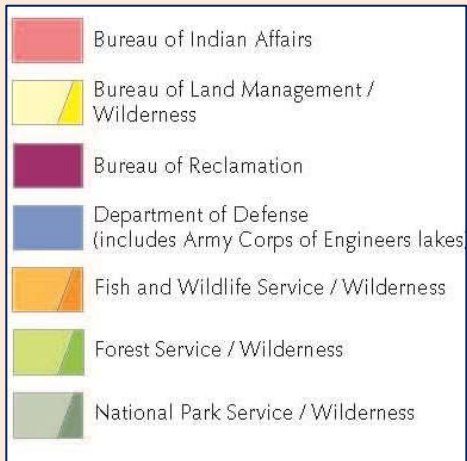 Bureau of Indian Affairs
Bureau of Land Management /
Wilderness
Bureau of Reclamation
Department of Defense
(includes Army Corps of Engineers lakes)
Fish and Wildlife Service / Wilderness
Forest Service / Wilderness
National Park Service / Wilderness